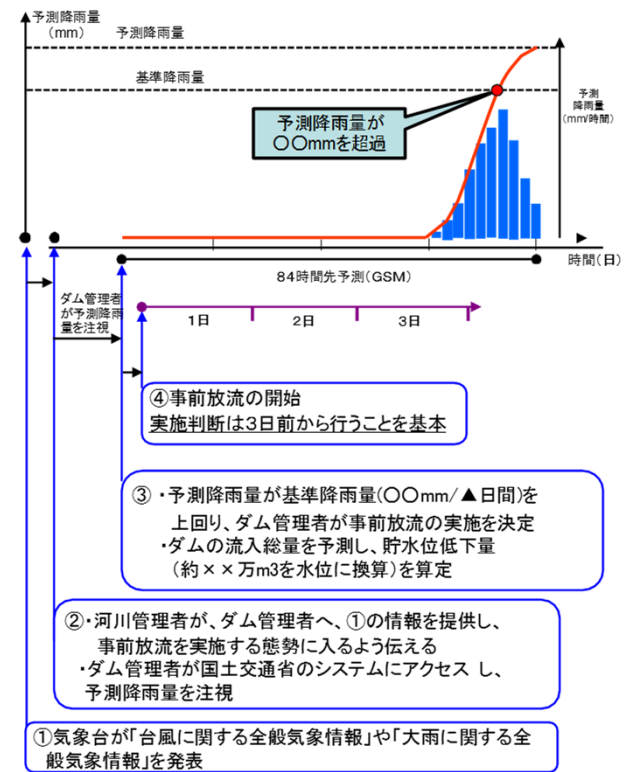 予測降雨量
(mm)
予測降雨量
基準降雨量
予測
降雨量
(mm/時間)
予測降雨量が
〇〇mmを超過
時間(日)
84時間先予測(GSM)
ダム管理者
が予測降雨
量を注視
1日
2日
3日
④事前放流の開始
実施判断は3日前から行うことを基本
③ ・予測降雨量が基準降雨量(〇〇mm/▲日間)を
上回り、ダム管理者が事前放流の実施を決定
・ダムの流入総量を予測し、貯水位低下量
(約××万m3を水位に換算)を算定
②・河川管理者が、ダム管理者へ、①の情報を提供し、
事前放流を実施する態勢に入るよう伝える
・ダム管理者が国土交通省のシステムにアクセス し、
予測降雨量を注視
①気象台が「台風に関する全般気象情報」や「大雨に関する全
般気象情報」を発表